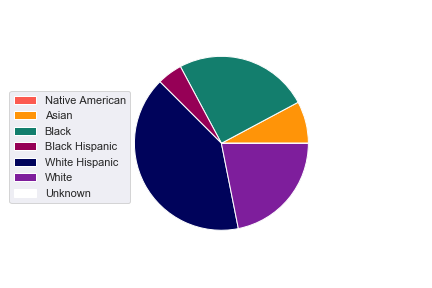 Native American
Asian
Black
Black Hispanic
White Hispanic
White
Unknown